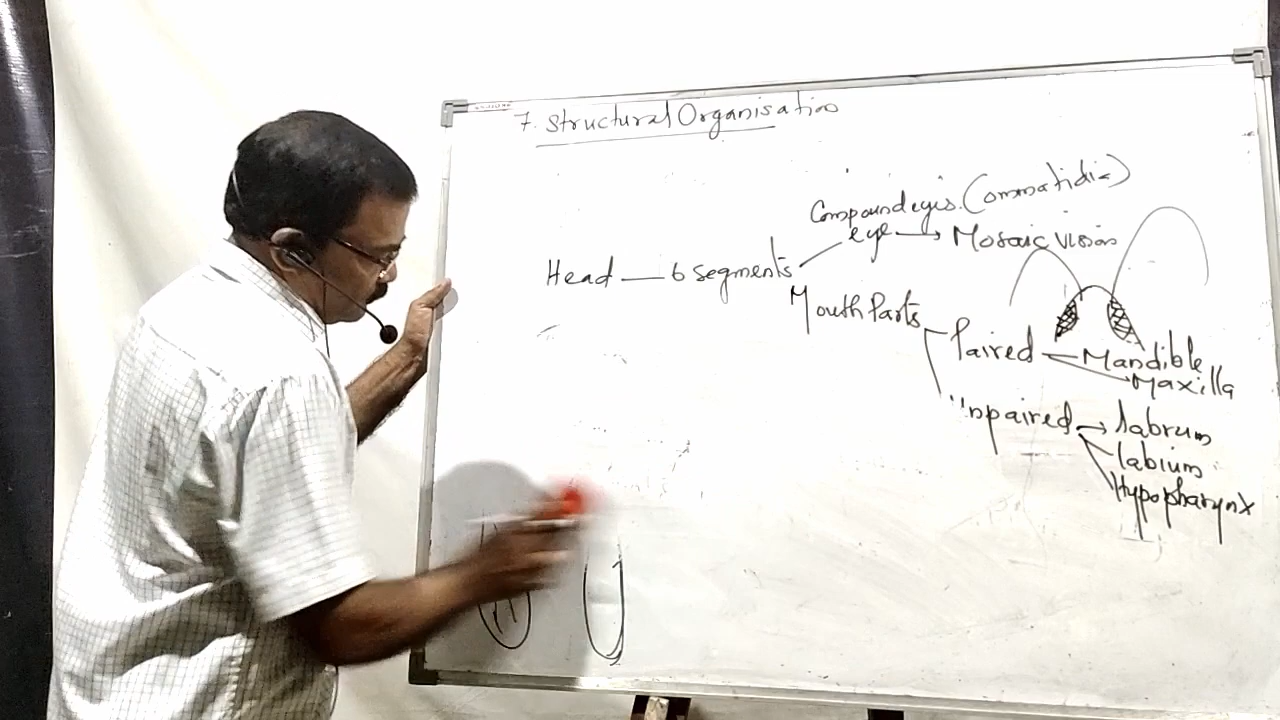 7. Structural Organisation
Compound eyes. (ommatidia)
eye → Mosaic vision
Head — 6 segments
Mouth Parts
Paired Mandible
Maxilla
Unpaired → Labrum
labium
Hypopharynx